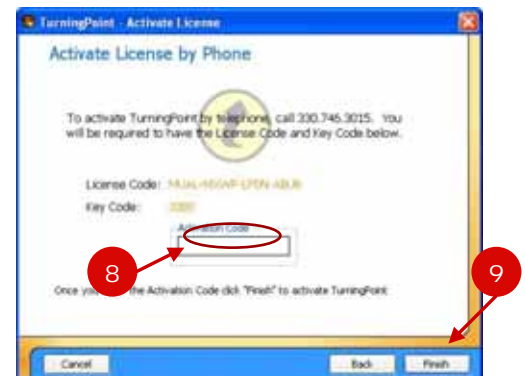 TurningPoint - Activate License
Activate License by Phone
To activate TurningPoint by telephone, call 330.746.3015. You
will be required to have the License Code and Key Code below.
License Code:
Key Code:
Activation Code
8
9
Once you the Activation Code click "Finish" to activate TurningPoint
Cancel
Back
Finish